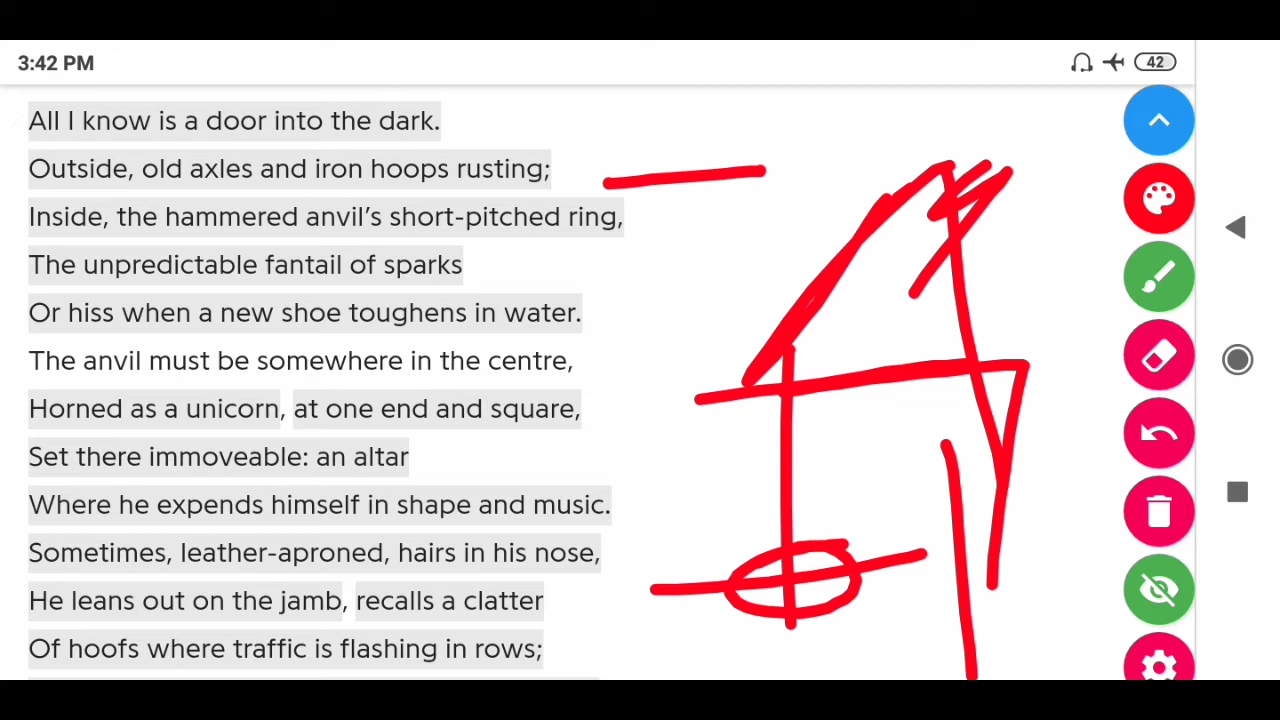 3:42 PM
42
All I know is a door into the dark.
Outside, old axles and iron hoops rusting;
Inside, the hammered anvil’s short-pitched ring,
The unpredictable fantail of sparks
Or hiss when a new shoe toughens in water.
The anvil must be somewhere in the centre,
Horned as a unicorn, at one end and square,
Set there immoveable: an altar
Where he expends himself in shape and music.
Sometimes, leather-aproned, hairs in his nose,
He leans out on the jamb, recalls a clatter
Of hoofs where traffic is flashing in rows;